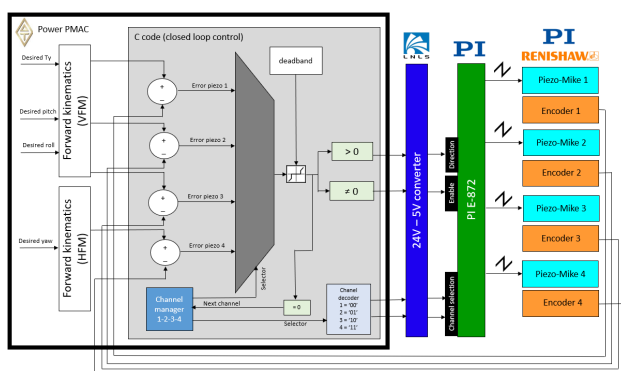 Power PMAC
C code (closed loop control)
LNLS
PI
PI
RENISHAW
Desired Ty
Desired pitch
Desired roll
Desired yaw
Forward kinematics
(VFM)
Forward kinematics
(HFM)
+
−
+
−
+
−
+
−
Error piezo 1
Error piezo 2
Error piezo 3
Error piezo 4
deadband
> 0
≠ 0
= 0
Selector
Next channel
Channel
manager
1-2-3-4
Selector
Chanel
decoder
1 = '00'
2 = '01'
3 = '10'
4 = '11'
24V – 5V converter
Direction
Enable
Channel selection
PI E-872
Piezo-Mike 1
Encoder 1
Piezo-Mike 2
Encoder 2
Piezo-Mike 3
Encoder 3
Piezo-Mike 4
Encoder 4